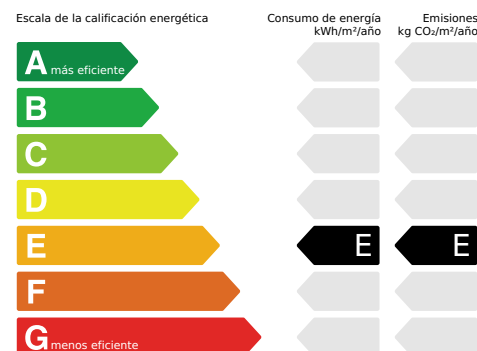 Escala de la calificación energética
Consumo de energía
kWh/m²/año
Emisiones
kg CO₂/m²/año
A más eficiente
B
C
D
E
E
E
F
G menos eficiente